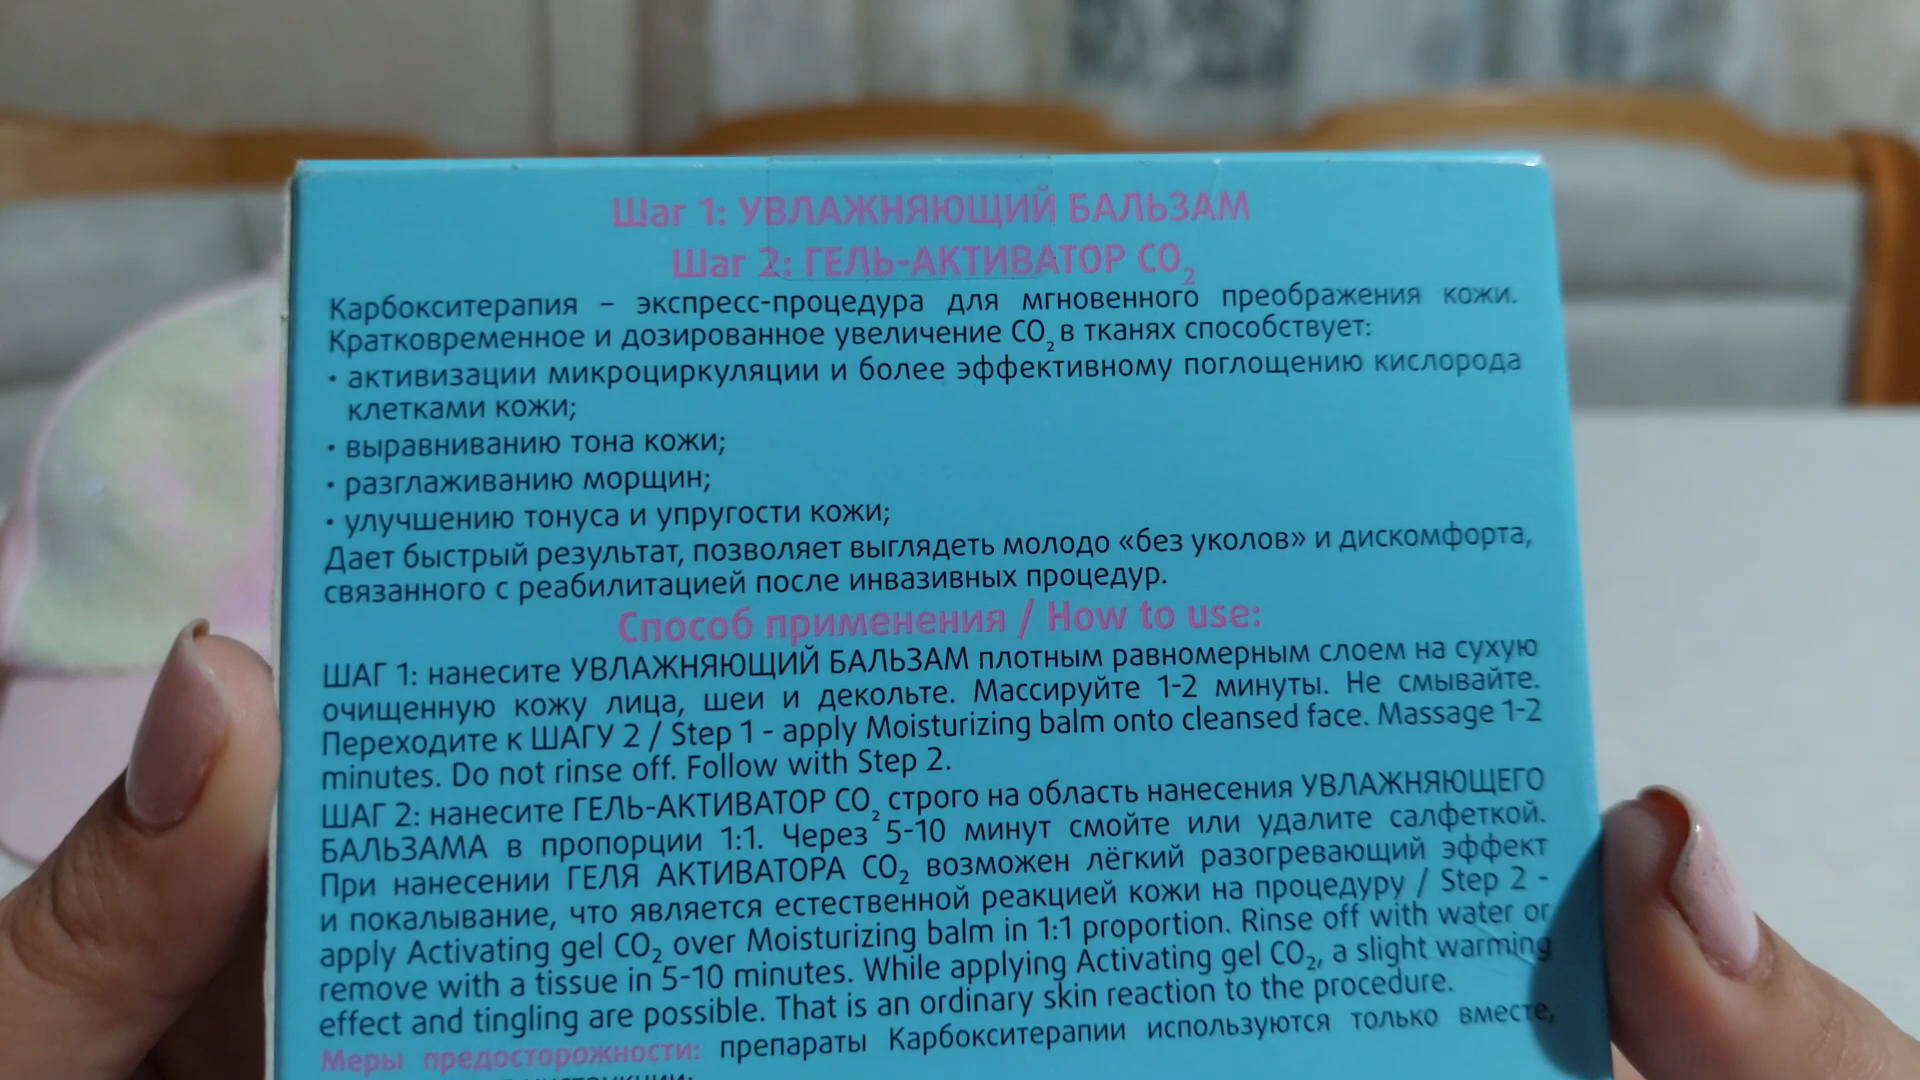 Шаг 1: УВЛАЖНЯЮЩИЙ БАЛЬЗАМ
Шаг 2: ГЕЛЬ-АКТИВАТОР CO₂
Карбокситерапия – экспресс-процедура для мгновенного преображения кожи.
Кратковременное и дозированное увеличение CO₂ в тканях способствует:
• активизации микроциркуляции и более эффективному поглощению кислорода
клетками кожи;
• выравниванию тона кожи;
• разглаживанию морщин;
• улучшению тонуса и упругости кожи;
Дает быстрый результат, позволяет выглядеть молодо «без уколов» и дискомфорта,
связанного с реабилитацией после инвазивных процедур.
Способ применения / How to use:
ШАГ 1: нанесите УВЛАЖНЯЮЩИЙ БАЛЬЗАМ плотным равномерным слоем на сухую
очищенную кожу лица, шеи и декольте. Массируйте 1-2 минуты. Не смывайте.
Переходите к ШАГУ 2 / Step 1 - apply Moisturizing balm onto cleansed face. Massage 1-2
minutes. Do not rinse off. Follow with Step 2.
ШАГ 2: нанесите ГЕЛЬ-АКТИВАТОР CO₂ строго на область нанесения УВЛАЖНЯЮЩЕГО
БАЛЬЗАМА в пропорции 1:1. Через 5-10 минут смойте или удалите салфеткой.
При нанесении ГЕЛЯ АКТИВАТОРА CO₂ возможен лёгкий разогревающий эффект
и покалывание, что является естественной реакцией кожи на процедуру / Step 2 -
apply Activating gel CO₂ over Moisturizing balm in 1:1 proportion. Rinse off with water or
remove with a tissue in 5-10 minutes. While applying Activating gel CO₂, a slight warming
effect and tingling are possible. That is an ordinary skin reaction to the procedure.
Меры предосторожности: препараты Карбокситерапии используются только вместе,